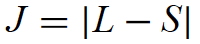 J = |L − S|